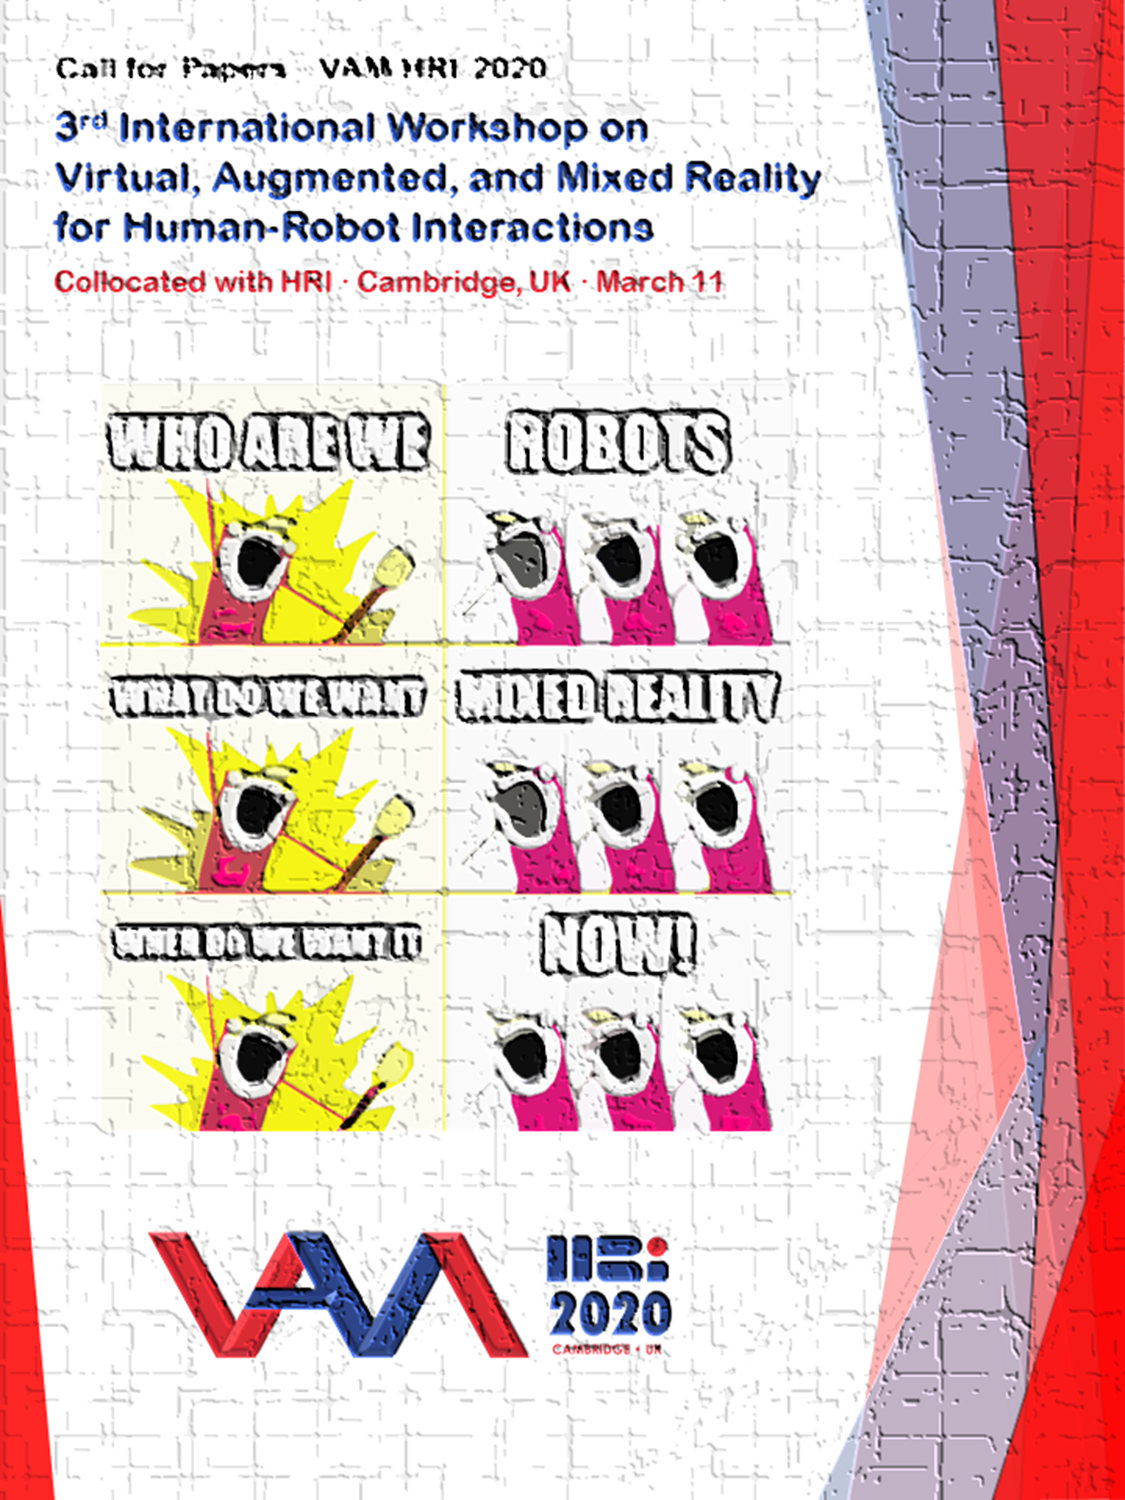 Call for Papers VAM HRI 2020
3rd International Workshop on
Virtual, Augmented, and Mixed Reality
for Human-Robot Interactions
Collocated with HRI · Cambridge, UK · March 11
WHO ARE WE
ROBOTS
WHAT DO WE WANT
MIXED REALITY
WHEN DO WE WANT IT
NOW!
VAM
HRI
2020
CAMBRIDGE • UK